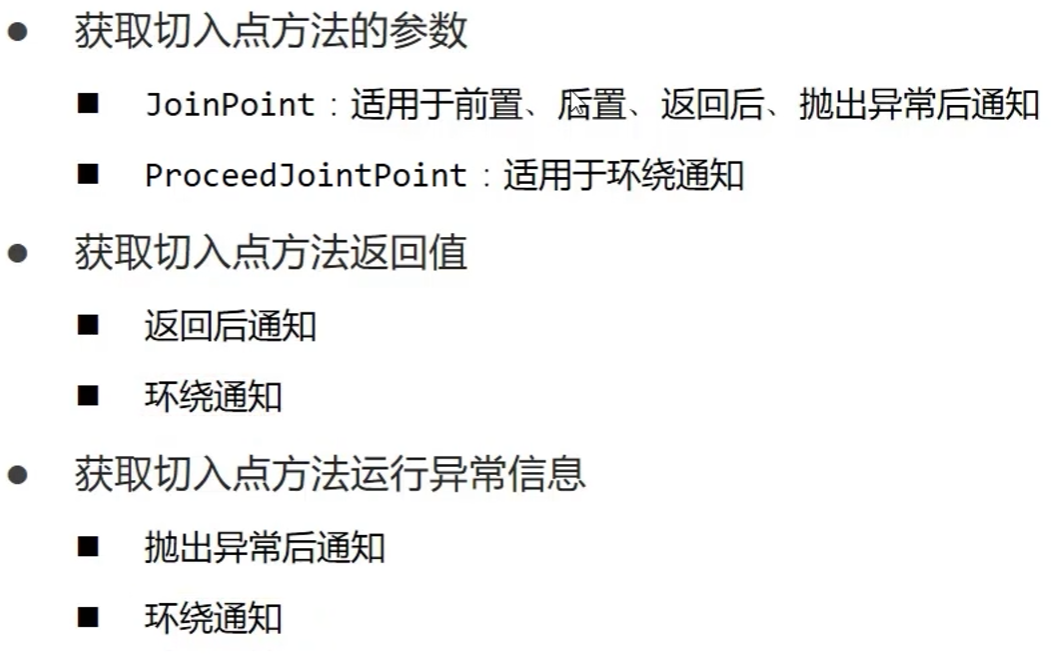 获取切入点方法的参数
JoinPoint：适用于前置、后置、返回后、抛出异常后通知
ProceedJointPoint：适用于环绕通知
获取切入点方法返回值
返回后通知
环绕通知
获取切入点方法运行异常信息
抛出异常后通知
环绕通知